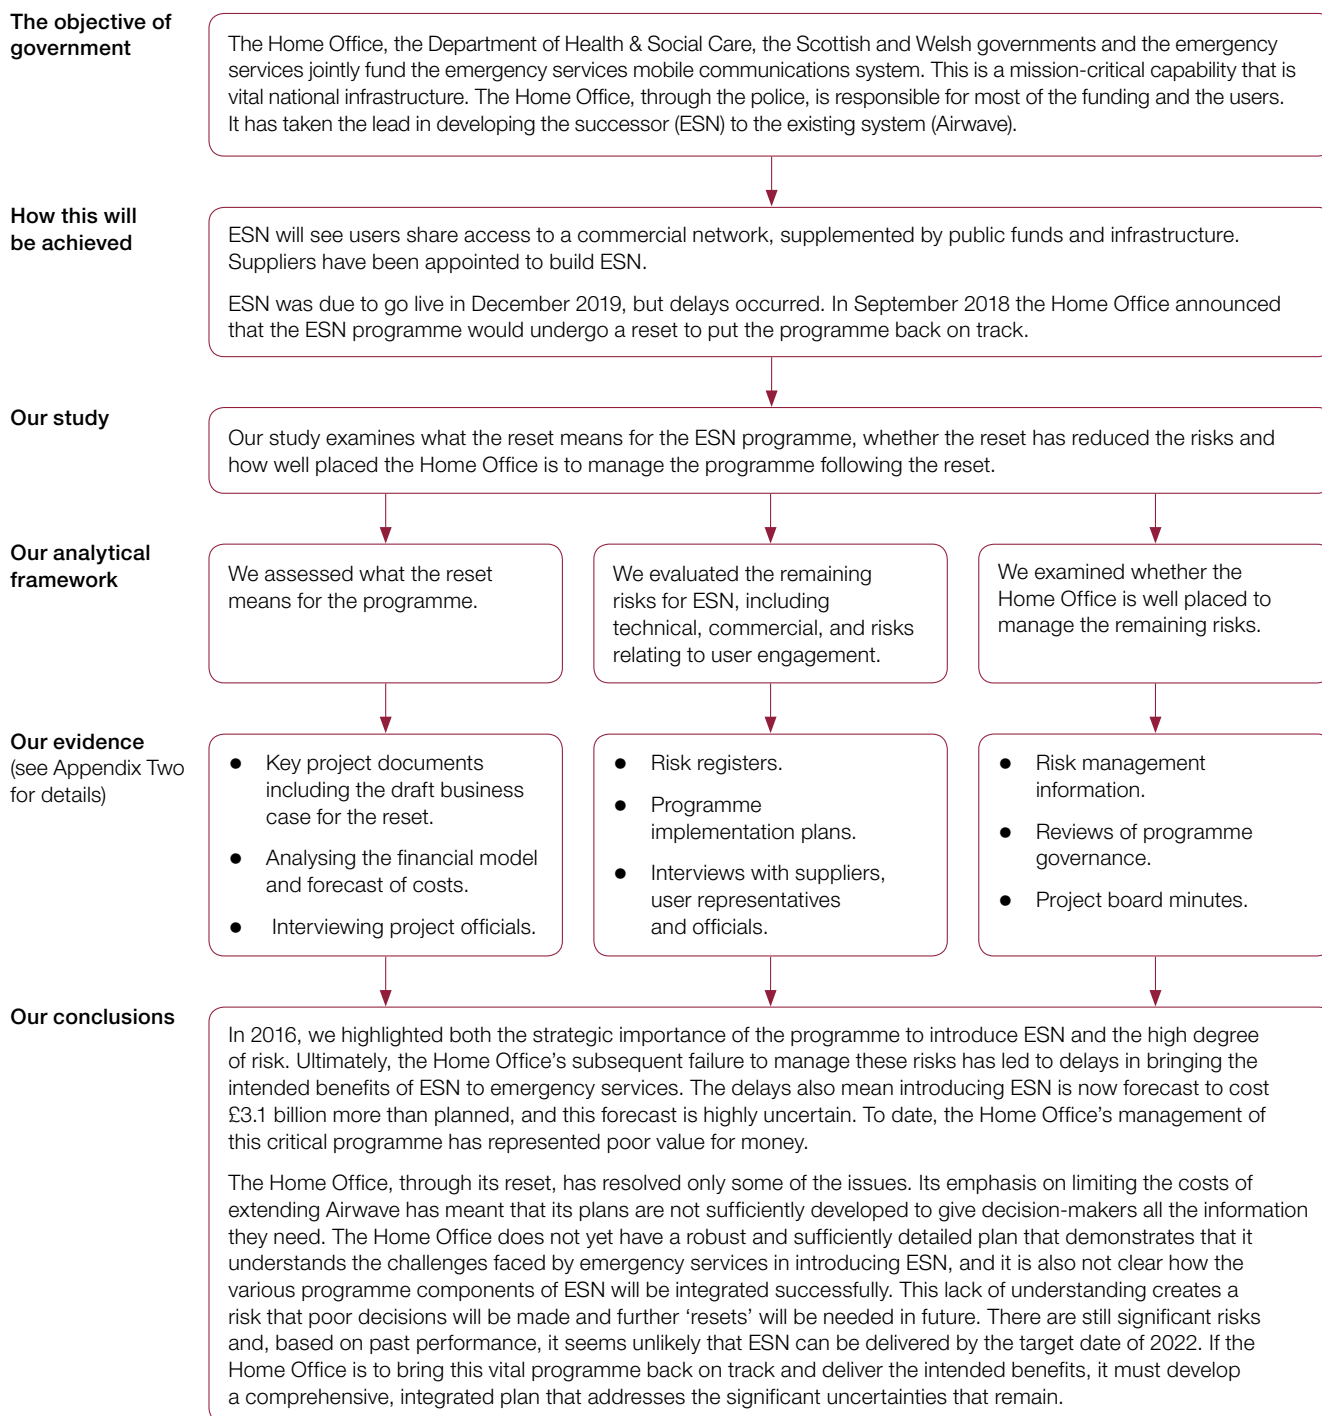 The objective of
government
The Home Office, the Department of Health & Social Care, the Scottish and Welsh governments and the emergency
services jointly fund the emergency services mobile communications system. This is a mission-critical capability that is
vital national infrastructure. The Home Office, through the police, is responsible for most of the funding and the users.
It has taken the lead in developing the successor (ESN) to the existing system (Airwave).
How this will
be achieved
ESN will see users share access to a commercial network, supplemented by public funds and infrastructure.
Suppliers have been appointed to build ESN.
ESN was due to go live in December 2019, but delays occurred. In September 2018 the Home Office announced
that the ESN programme would undergo a reset to put the programme back on track.
Our study
Our study examines what the reset means for the ESN programme, whether the reset has reduced the risks and
how well placed the Home Office is to manage the programme following the reset.
Our analytical
framework
We assessed what the reset
means for the programme.
We evaluated the remaining
risks for ESN, including
technical, commercial, and risks
relating to user engagement.
We examined whether the
Home Office is well placed to
manage the remaining risks.
Our evidence
(see Appendix Two
for details)
● Key project documents
including the draft business
case for the reset.
● Analysing the financial model
and forecast of costs.
● Interviewing project officials.
● Risk registers.
● Programme
implementation plans.
● Interviews with suppliers,
user representatives
and officials.
● Risk management
information.
● Reviews of programme
governance.
● Project board minutes.
Our conclusions
In 2016, we highlighted both the strategic importance of the programme to introduce ESN and the high degree
of risk. Ultimately, the Home Office's subsequent failure to manage these risks has led to delays in bringing the
intended benefits of ESN to emergency services. The delays also mean introducing ESN is now forecast to cost
£3.1 billion more than planned, and this forecast is highly uncertain. To date, the Home Office's management of
this critical programme has represented poor value for money.
The Home Office, through its reset, has resolved only some of the issues. Its emphasis on limiting the costs of
extending Airwave has meant that its plans are not sufficiently developed to give decision-makers all the information
they need. The Home Office does not yet have a robust and sufficiently detailed plan that demonstrates that it
understands the challenges faced by emergency services in introducing ESN, and it is also not clear how the
various programme components of ESN will be integrated successfully. This lack of understanding creates a
risk that poor decisions will be made and further 'resets' will be needed in future. There are still significant risks
and, based on past performance, it seems unlikely that ESN can be delivered by the target date of 2022. If the
Home Office is to bring this vital programme back on track and deliver the intended benefits, it must develop
a comprehensive, integrated plan that addresses the significant uncertainties that remain.